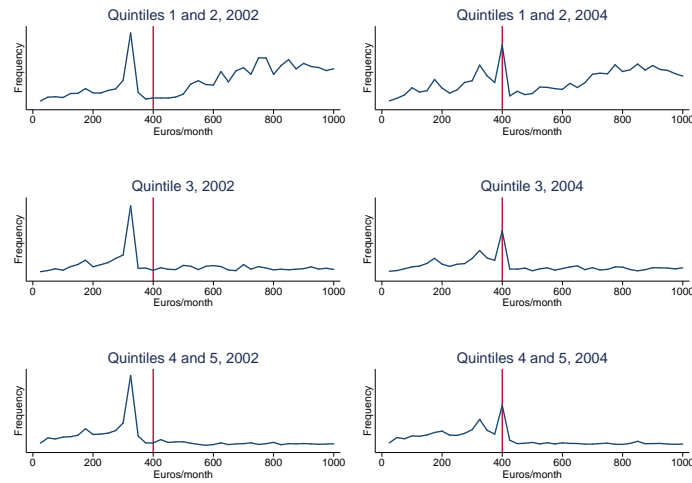 Quintiles 1 and 2, 2002
Frequency
0 200 400 600 800 1000
Euros/month
Quintiles 1 and 2, 2004
Frequency
0 200 400 600 800 1000
Euros/month
Quintile 3, 2002
Frequency
0 200 400 600 800 1000
Euros/month
Quintile 3, 2004
Frequency
0 200 400 600 800 1000
Euros/month
Quintiles 4 and 5, 2002
Frequency
0 200 400 600 800 1000
Euros/month
Quintiles 4 and 5, 2004
Frequency
0 200 400 600 800 1000
Euros/month